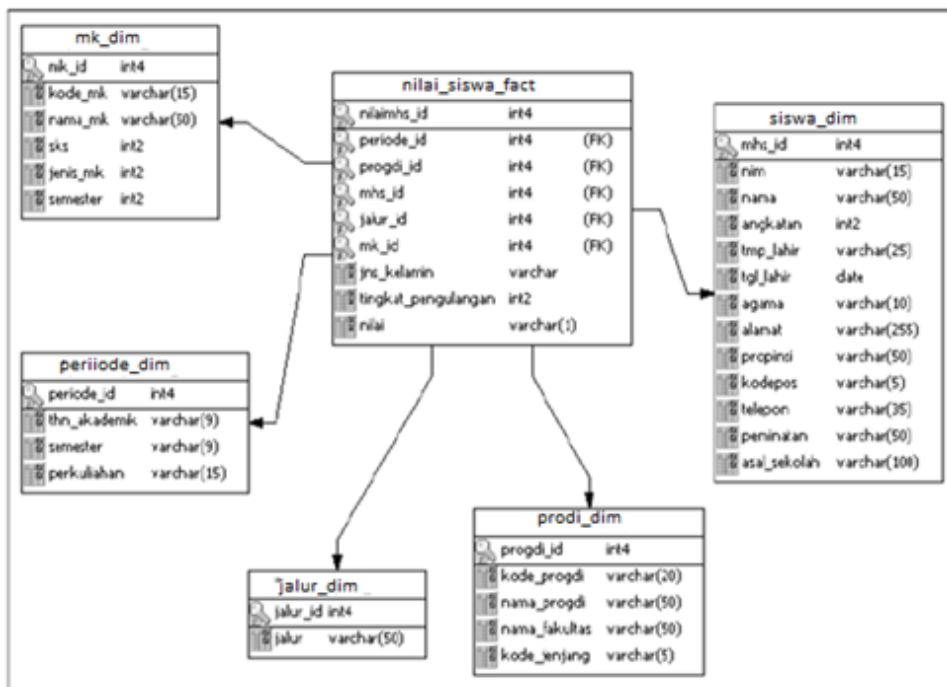 mk_dim
nik_id int4
kode_mk varchar(15)
nama_mk varchar(50)
sks int2
jenis_mk int2
semester int2
nilai_siswa_fact
nilaimhs_id int4
periode_id int4 (FK)
progdi_id int4 (FK)
mhs_id int4 (FK)
jalur_id int4 (FK)
mk_id int4 (FK)
jns_kelamin varchar
tingkat_pengulangan int2
nilai varchar(1)
siswa_dim
mhs_id int4
nim varchar(15)
nama varchar(50)
angkatan int2
tmp_lahir varchar(25)
tgl_lahir date
agama varchar(10)
alamat varchar(255)
propinsi varchar(50)
kodepos varchar(5)
telepon varchar(35)
peminatan varchar(50)
asal_sekolah varchar(100)
periiode_dim
periode_id int4
thn_akademik varchar(9)
semester varchar(9)
perkuliahan varchar(15)
jalur_dim
jalur_id int4
jalur varchar(50)
prodi_dim
progdi_id int4
kode_progdi varchar(20)
nama_progdi varchar(50)
nama_fakultas varchar(50)
kode_jenjang varchar(5)